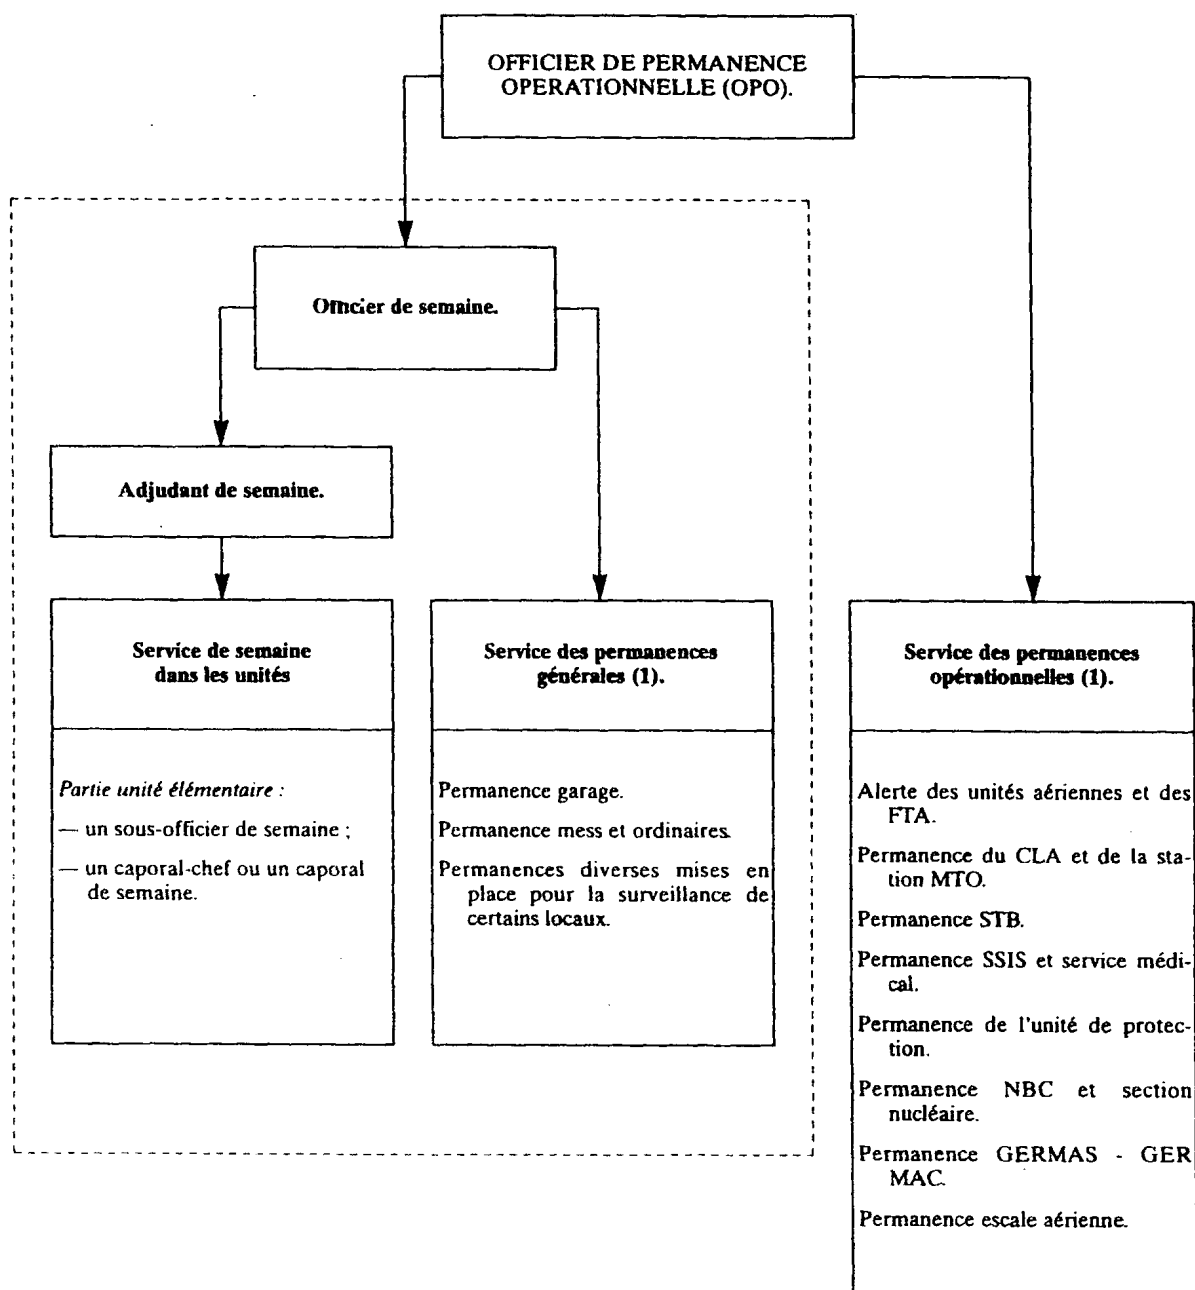 OFFICIER DE PERMANENCE
OPERATIONNELLE (OPO).
Officier de semaine.
Adjudant de semaine.
Service de semaine
dans les unités
Partie unité élémentaire :
— un sous-officier de semaine ;
— un caporal-chef ou un caporal
de semaine.
Service des permanences
générales (1).
Permanence garage.
Permanence mess et ordinaires.
Permanences diverses mises en
place pour la surveillance de
certains locaux.
Service des permanences
opérationnelles (1).
Alerte des unités aériennes et des
FTA.
Permanence du CLA et de la sta-
tion MTO.
Permanence STB.
Permanence SSIS et service médi-
cal.
Permanence de l'unité de protec-
tion.
Permanence NBC et section
nucléaire.
Permanence GERMAS - GER
MAC.
Permanence escale aérienne.